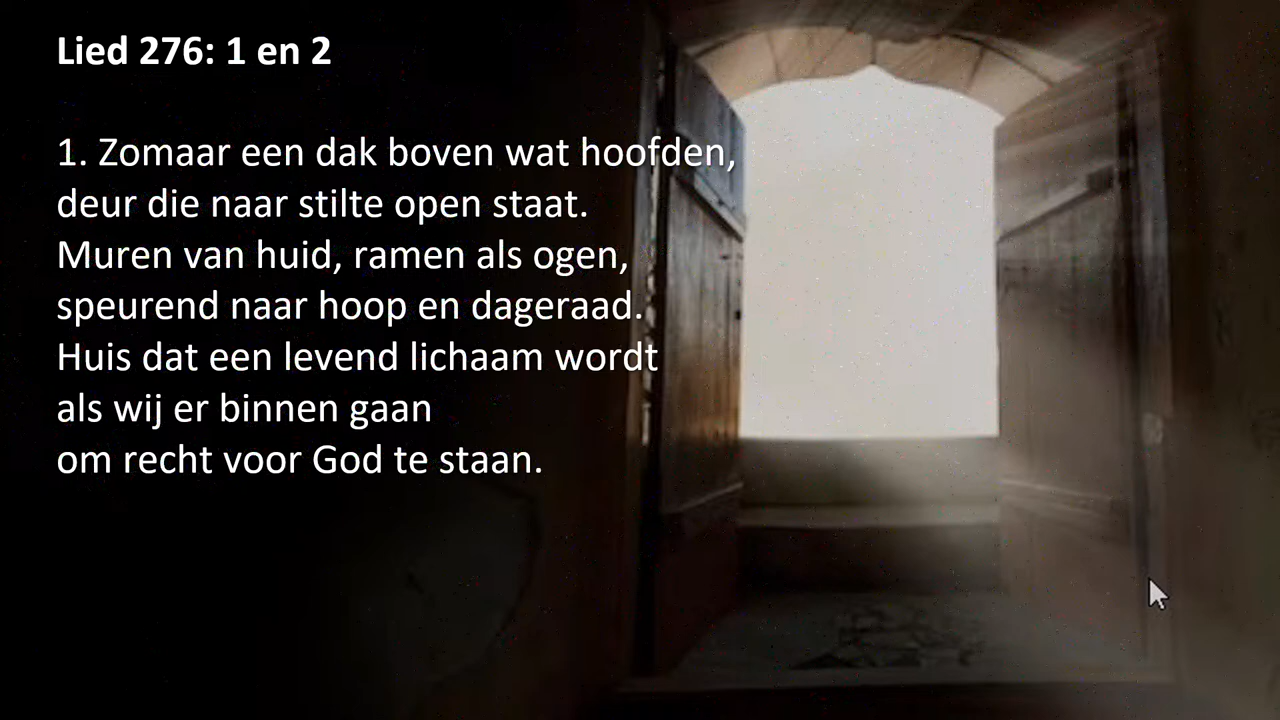 Lied 276: 1 en 2
1. Zomaar een dak boven wat hoofden,
deur die naar stilte open staat.
Muren van huid, ramen als ogen,
speurend naar hoop en dageraad.
Huis dat een levend lichaam wordt
als wij er binnen gaan
om recht voor God te staan.